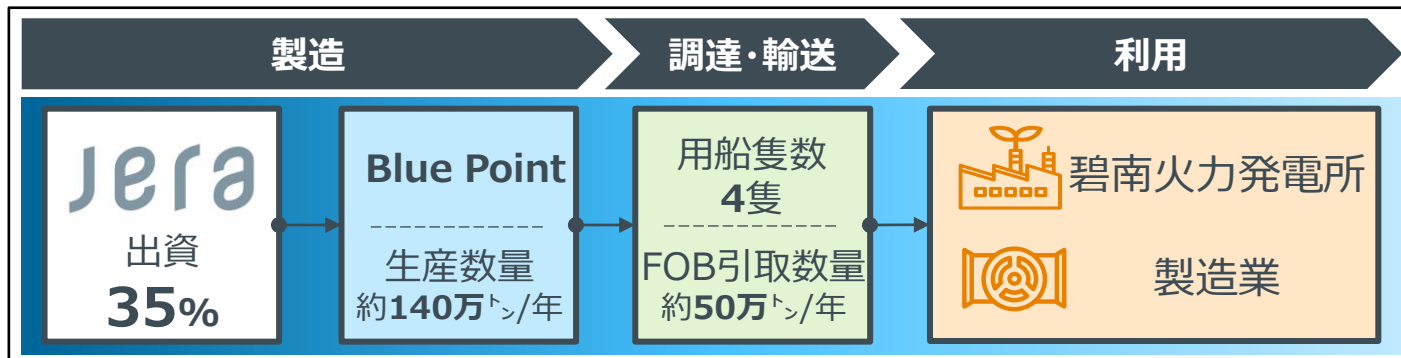 製造
調達・輸送
利用
Jera
出資
35%
Blue Point
生産数量
約140万㌧/年
用船隻数
4隻
FOB引取数量
約50万㌧/年
碧南火力発電所
製造業